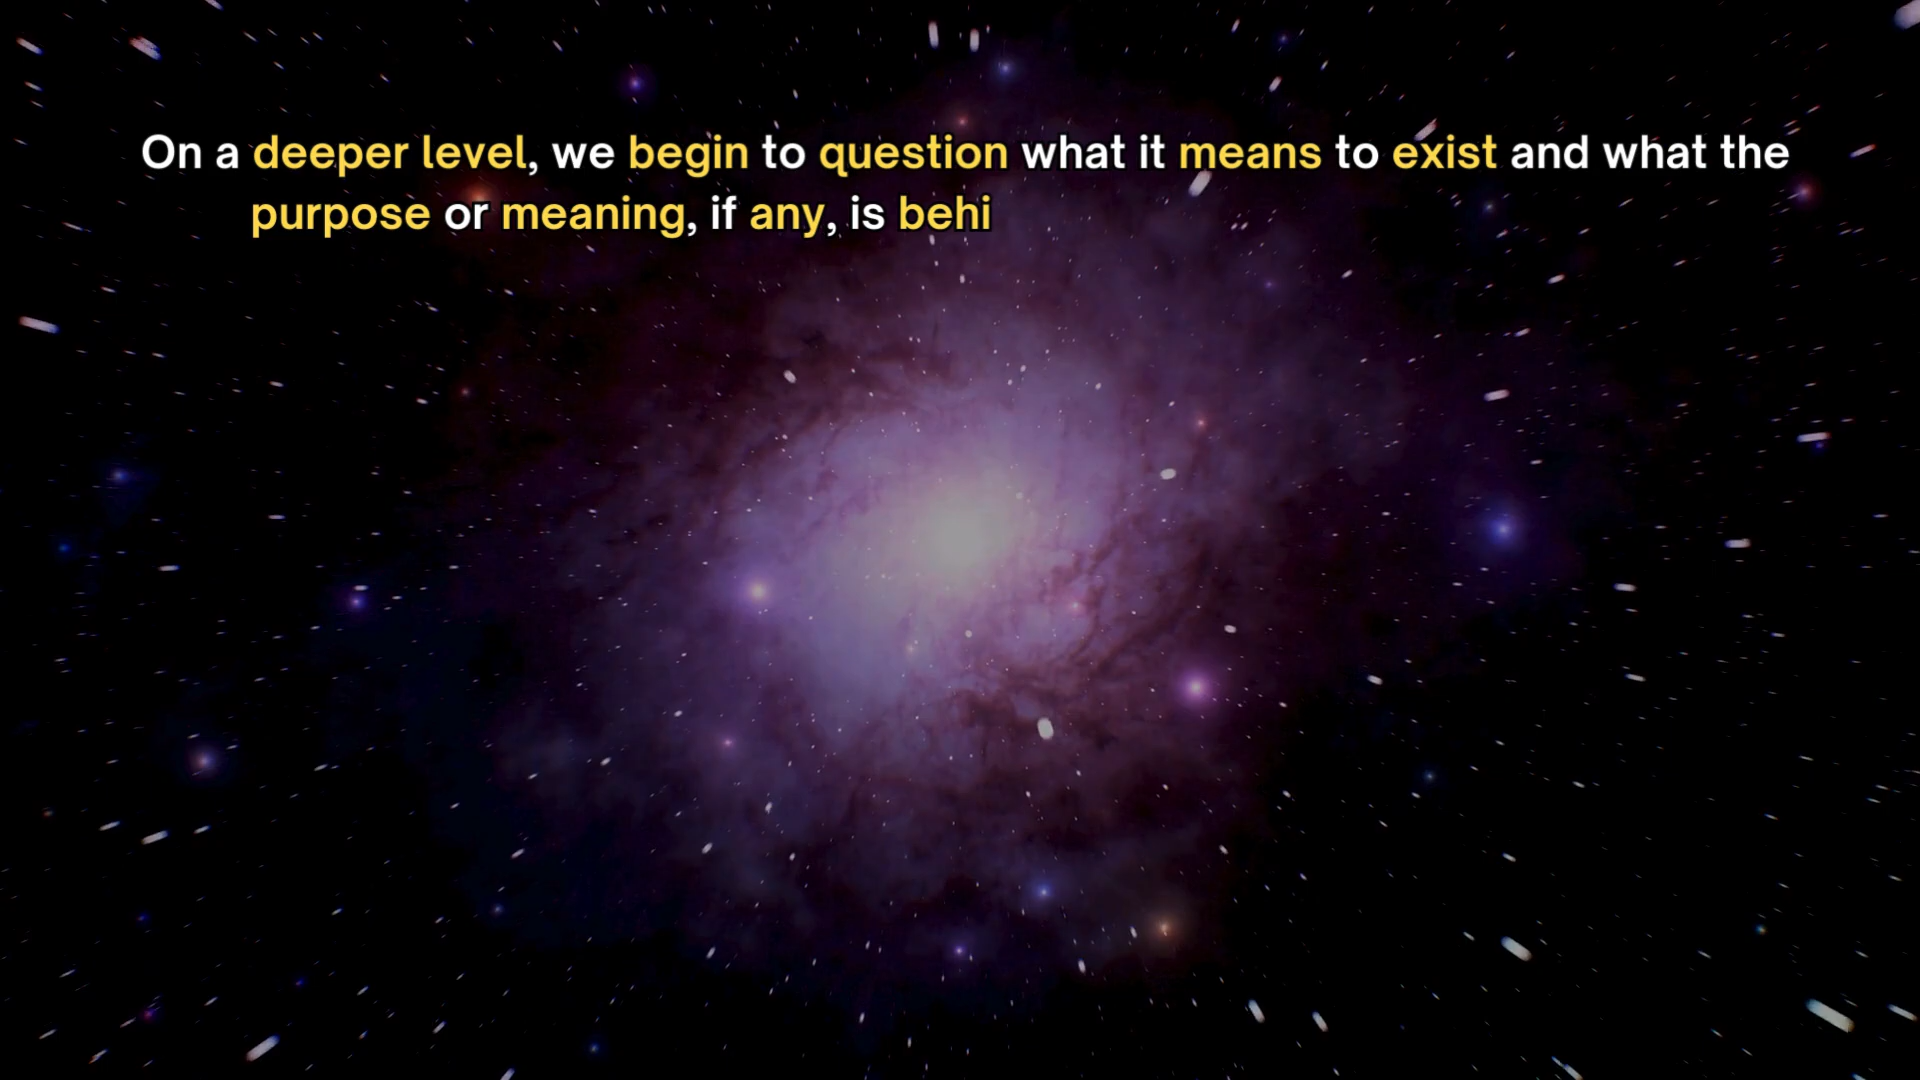 On a deeper level, we begin to question what it means to exist and what the
purpose or meaning, if any, is behi